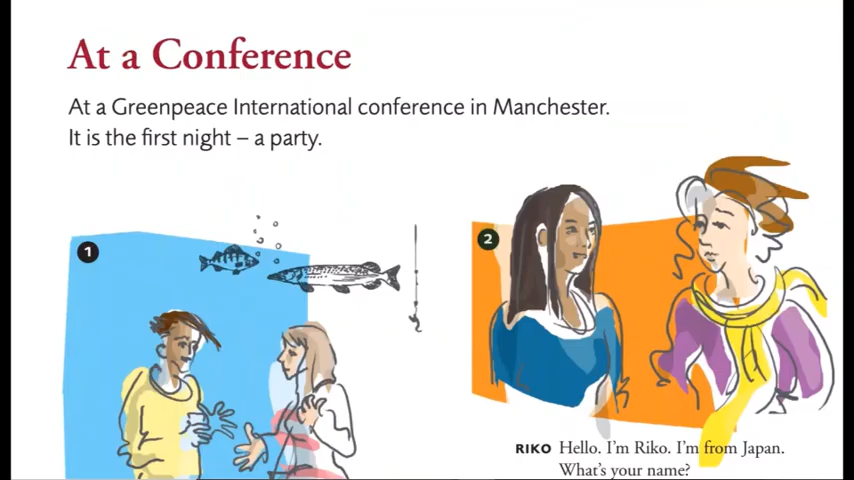 At a Conference
At a Greenpeace International conference in Manchester.
It is the first night – a party.
1
2
RIKO Hello. I'm Riko. I'm from Japan.
What's your name?